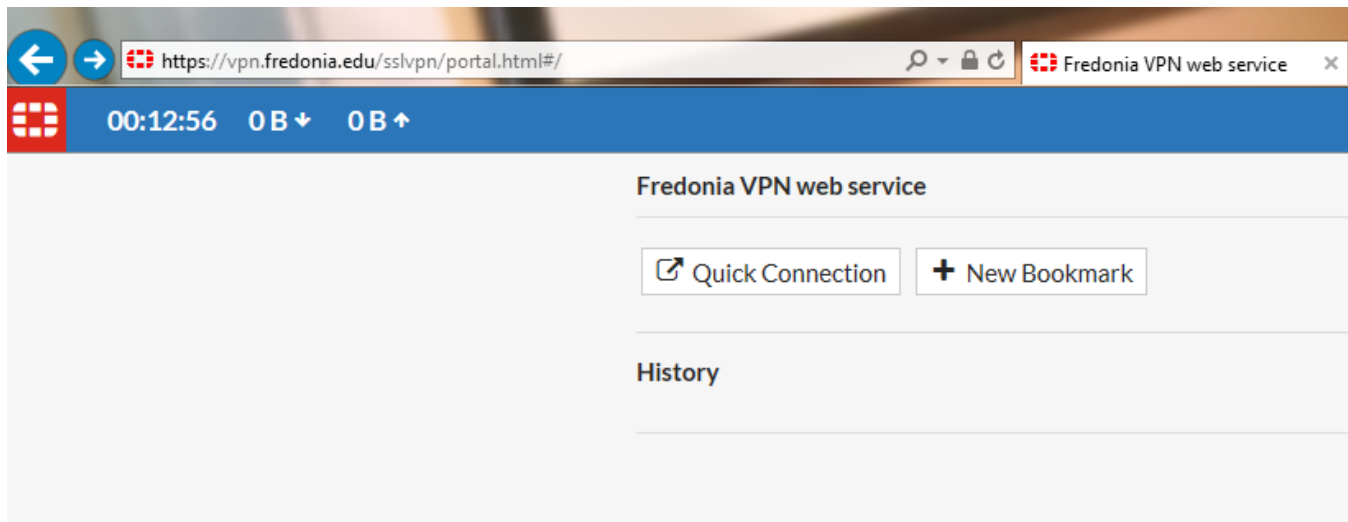 https://vpn.fredonia.edu/sslvpn/portal.html#/
Fredonia VPN web service
00:12:56 0 B 0 B
Fredonia VPN web service
Quick Connection New Bookmark
History